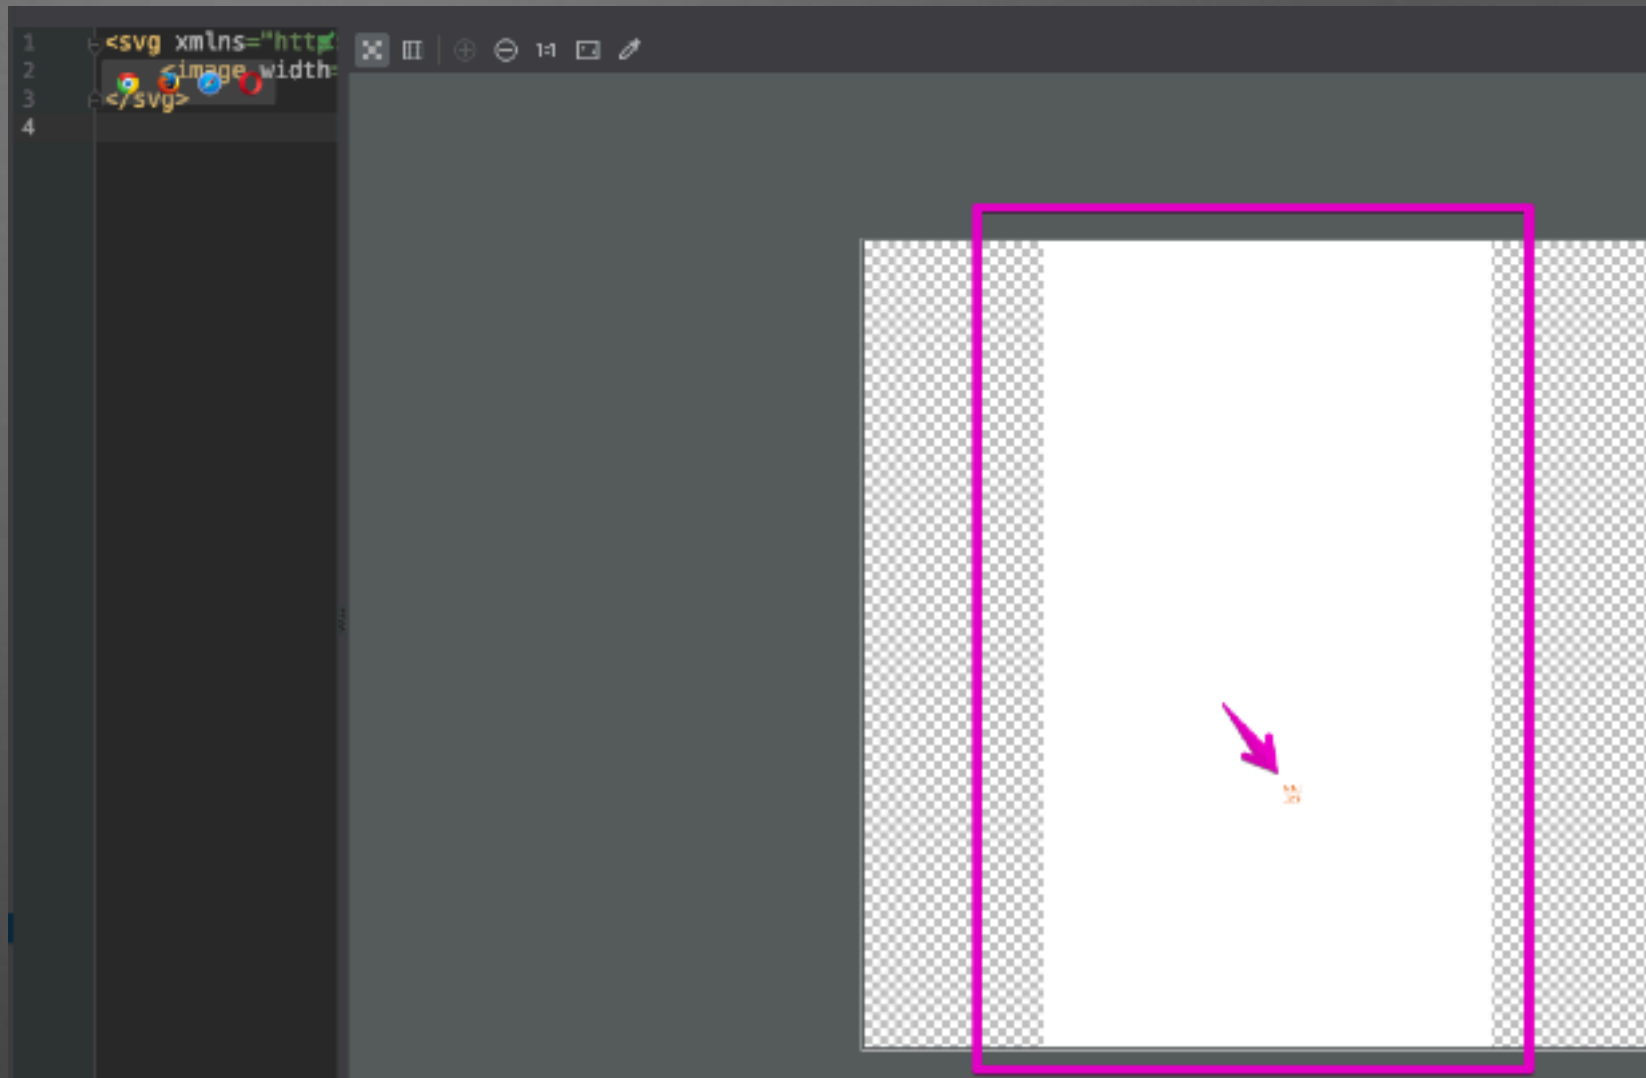 1 <svg xmlns="http
2 <image width=
3 </svg>
4
1:1